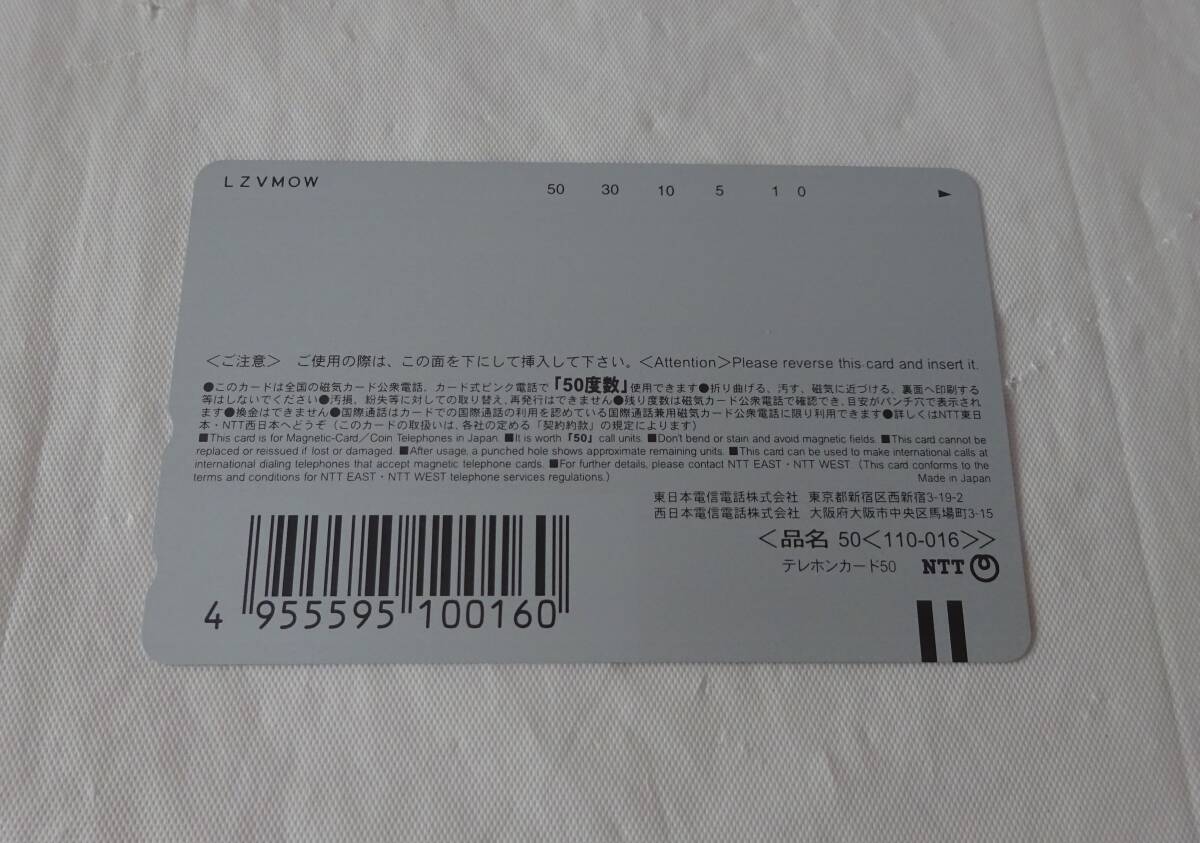 LZVMOW
50 30 10 5 1 0
＜ご注意＞ ご使用の際は、この面を下にして挿入して下さい。＜Attention＞Please reverse this card and insert it.
●このカードは全国の磁気カード公衆電話、カード式ピンク電話で「50度数」使用できます●折り曲げる、汚す、磁気に近づける、裏面へ印刷する
等はしないでください●汚損、紛失等に対しての取り替え、再発行はできません●残り度数は磁気カード公衆電話で確認でき、目安がパンチ穴で表示され
ます●換金はできません●国際通話はカードでの国際通話の利用を認めている国際通話兼用磁気カード公衆電話に限り利用できます●詳しくはNTT東日
本・NTT西日本へどうぞ（このカードの取扱いは、各社の定める「契約約款」の規定によります）
■This card is for Magnetic-Card／Coin Telephones in Japan. ■It is worth「50」call units. ■Don't bend or stain and avoid magnetic fields. ■This card cannot be
replaced or reissued if lost or damaged. ■After usage, a punched hole shows approximate remaining units. ■This card can be used to make international calls at
international dialing telephones that accept magnetic telephone cards. ■For further details, please contact NTT EAST・NTT WEST.（This card conforms to the
terms and conditions for NTT EAST・NTT WEST telephone services regulations.） Made in Japan
東日本電信電話株式会社 東京都新宿区西新宿3-19-2
西日本電信電話株式会社 大阪府大阪市中央区馬場町3-15
＜品名 50＜110-016＞＞
テレホンカード50 NTT
4 955595 100160